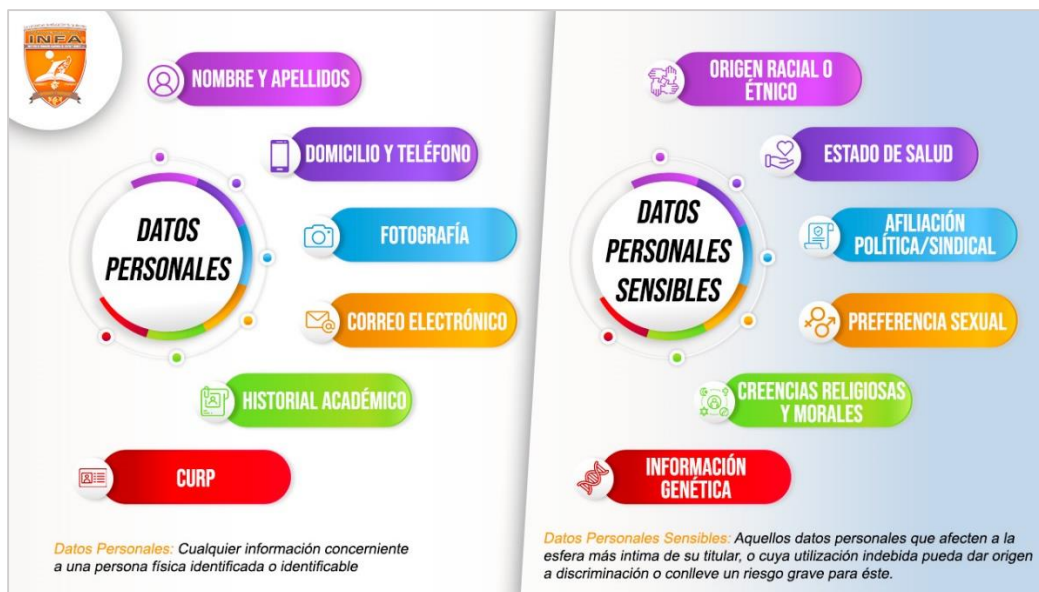 INFA
NOMBRE Y APELLIDOS
DOMICILIO Y TELÉFONO
DATOS
PERSONALES
FOTOGRAFÍA
CORREO ELECTRÓNICO
HISTORIAL ACADÉMICO
CURP
Datos Personales: Cualquier información concerniente
a una persona física identificada o identificable
ORIGEN RACIAL O
ÉTNICO
ESTADO DE SALUD
DATOS
PERSONALES
SENSIBLES
AFILIACIÓN
POLÍTICA/SINDICAL
PREFERENCIA SEXUAL
CREENCIAS RELIGIOSAS
Y MORALES
INFORMACIÓN
GENÉTICA
Datos Personales Sensibles: Aquellos datos personales que afecten a la
esfera más intima de su titular, o cuya utilización indebida pueda dar origen
a discriminación o conlleve un riesgo grave para éste.